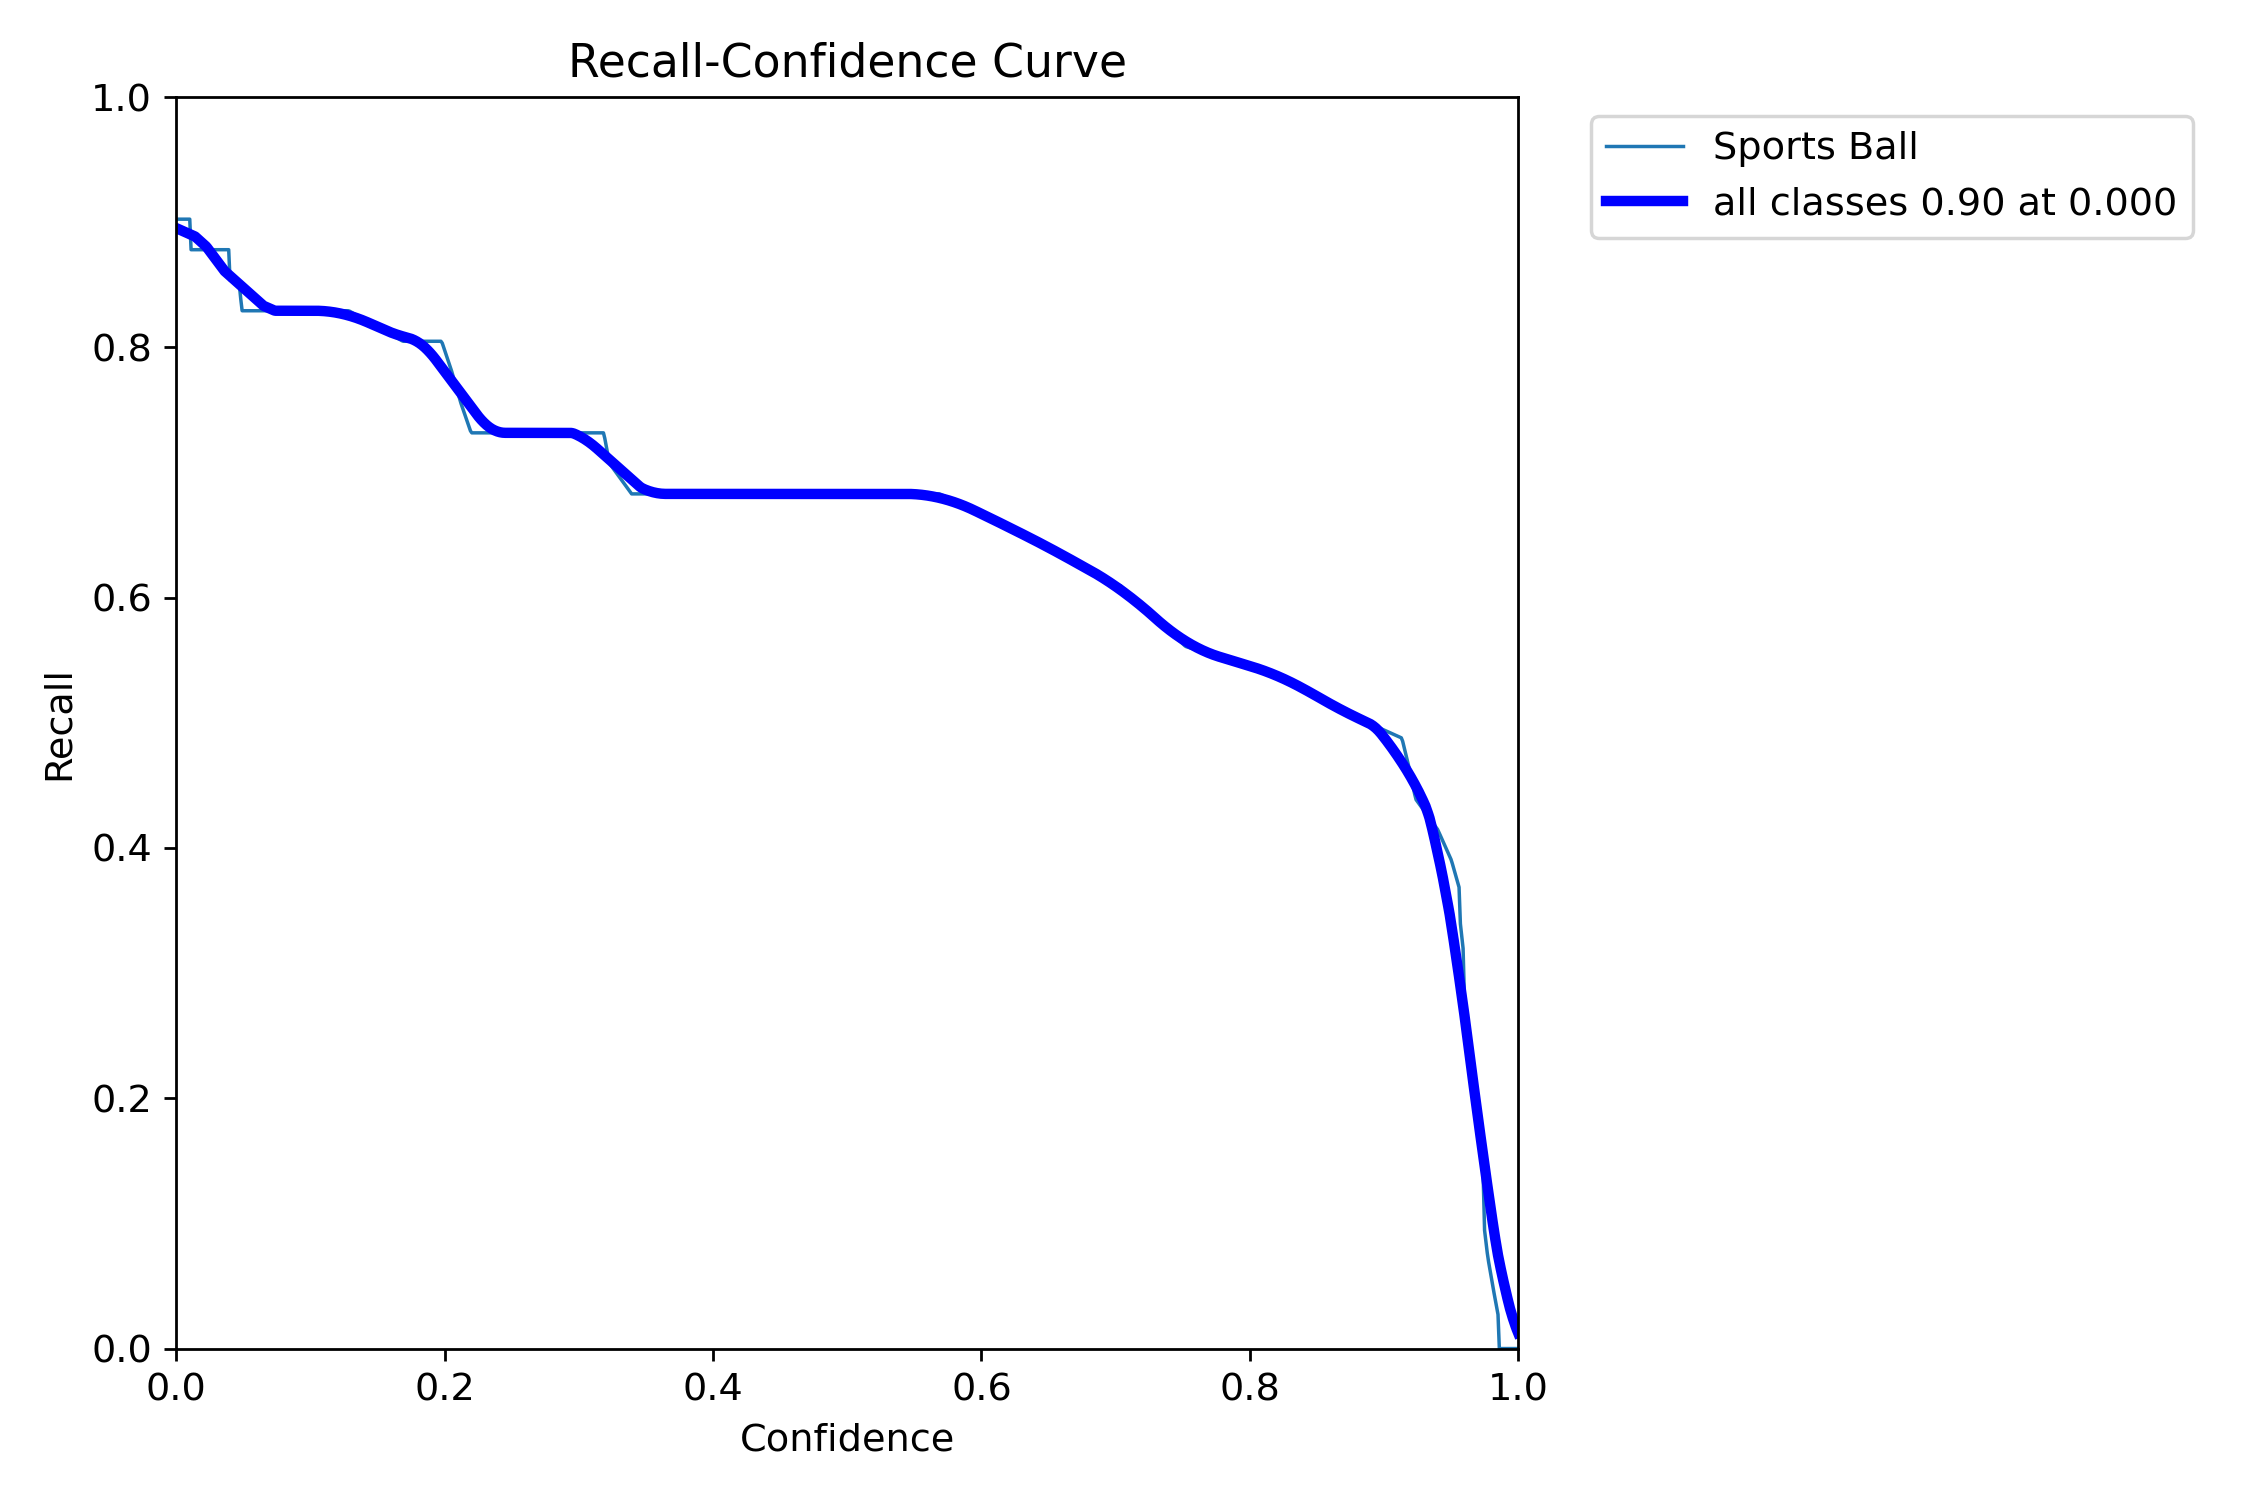 Recall-Confidence Curve
1.0
0.8
0.6
0.4
0.2
0.0
Recall
0.0 0.2 0.4 0.6 0.8 1.0
Confidence
Sports Ball
all classes 0.90 at 0.000